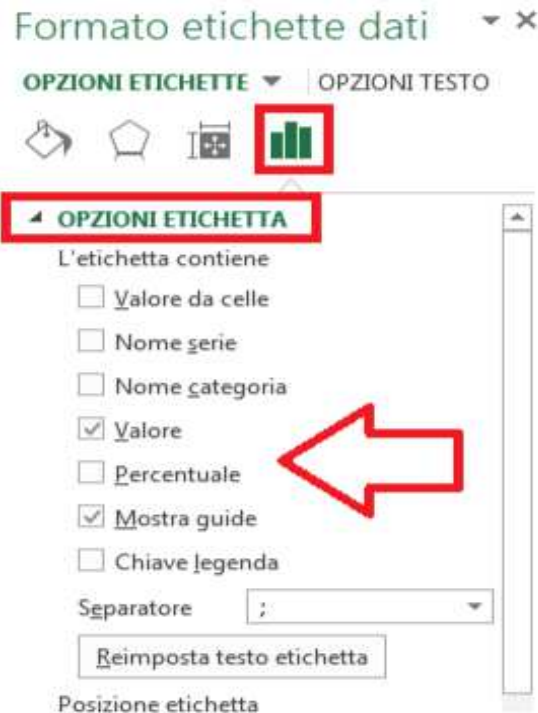 Formato etichette dati
OPZIONI ETICHETTE OPZIONI TESTO
OPZIONI ETICHETTA
L'etichetta contiene
Valore da celle
Nome serie
Nome categoria
Valore
Percentuale
Mostra guide
Chiave legenda
Separatore ;
Reimposta testo etichetta
Posizione etichetta